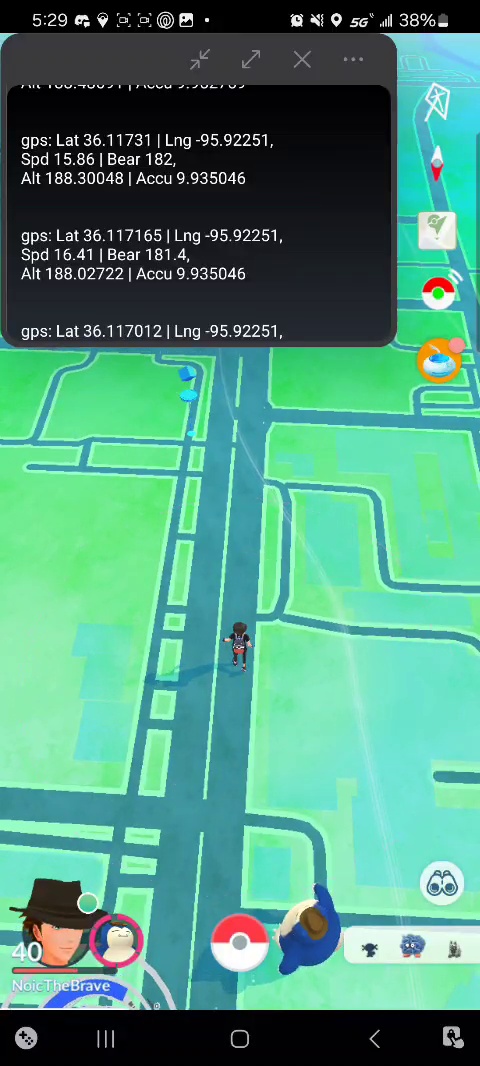 5:29
5G
38%
gps: Lat 36.11731 | Lng -95.92251,
Spd 15.86 | Bear 182,
Alt 188.30048 | Accu 9.935046
gps: Lat 36.117165 | Lng -95.92251,
Spd 16.41 | Bear 181.4,
Alt 188.02722 | Accu 9.935046
gps: Lat 36.117012 | Lng -95.92251,
40
NoicTheBrave